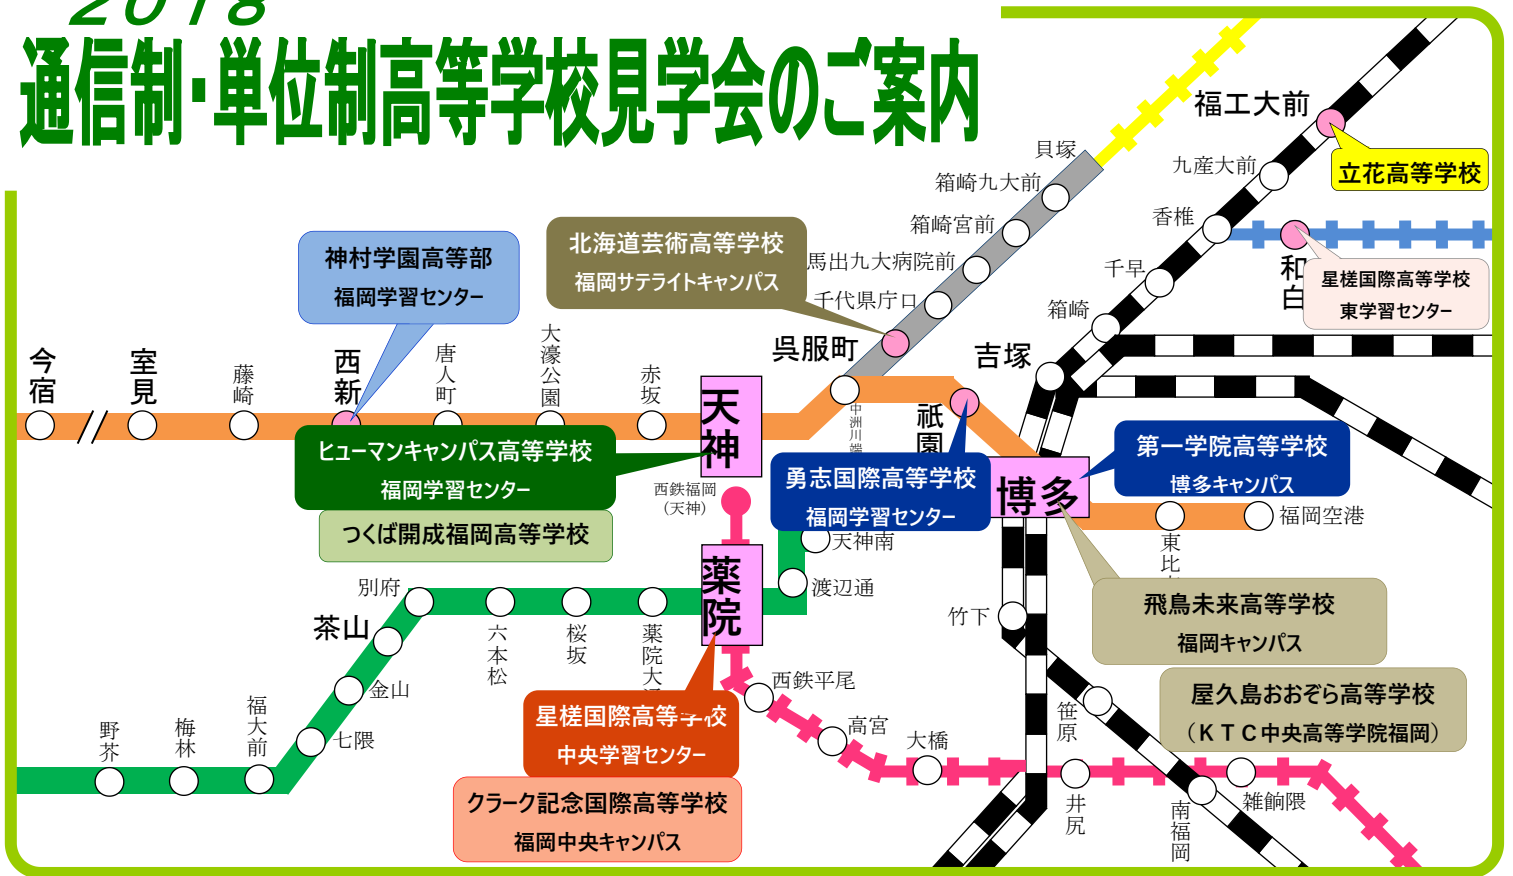 2018
通信制・単位制高等学校見学会のご案内
福工大前
立花高等学校
九産大前
貝塚
箱崎九大前
香椎
箱崎宮前
北海道芸術高等学校
福岡サテライトキャンパス
神村学園高等部
福岡学習センター
馬出九大病院前
千早
和白
星槎国際高等学校
東学習センター
千代県庁口
箱崎
呉服町
吉塚
今宿
室見
藤崎
西新
唐人町
大濠公園
赤坂
天神
中洲川端
祇園
ヒューマンキャンパス高等学校
福岡学習センター
第一学院高等学校
博多キャンパス
勇志国際高等学校
福岡学習センター
博多
西鉄福岡
(天神)
つくば開成福岡高等学校
福岡空港
天神南
東比
薬院
別府
渡辺通
飛鳥未来高等学校
福岡キャンパス
竹下
茶山
六本松
桜坂
薬院大
金山
西鉄平尾
屋久島おおぞら高等学校
(KTC中央高等学院福岡)
笹原
星槎国際高等学校
中央学習センター
福大前
野芥
梅林
七隈
高宮
大橋
クラーク記念国際高等学校
福岡中央キャンパス
井尻
南福岡
雑餉隈